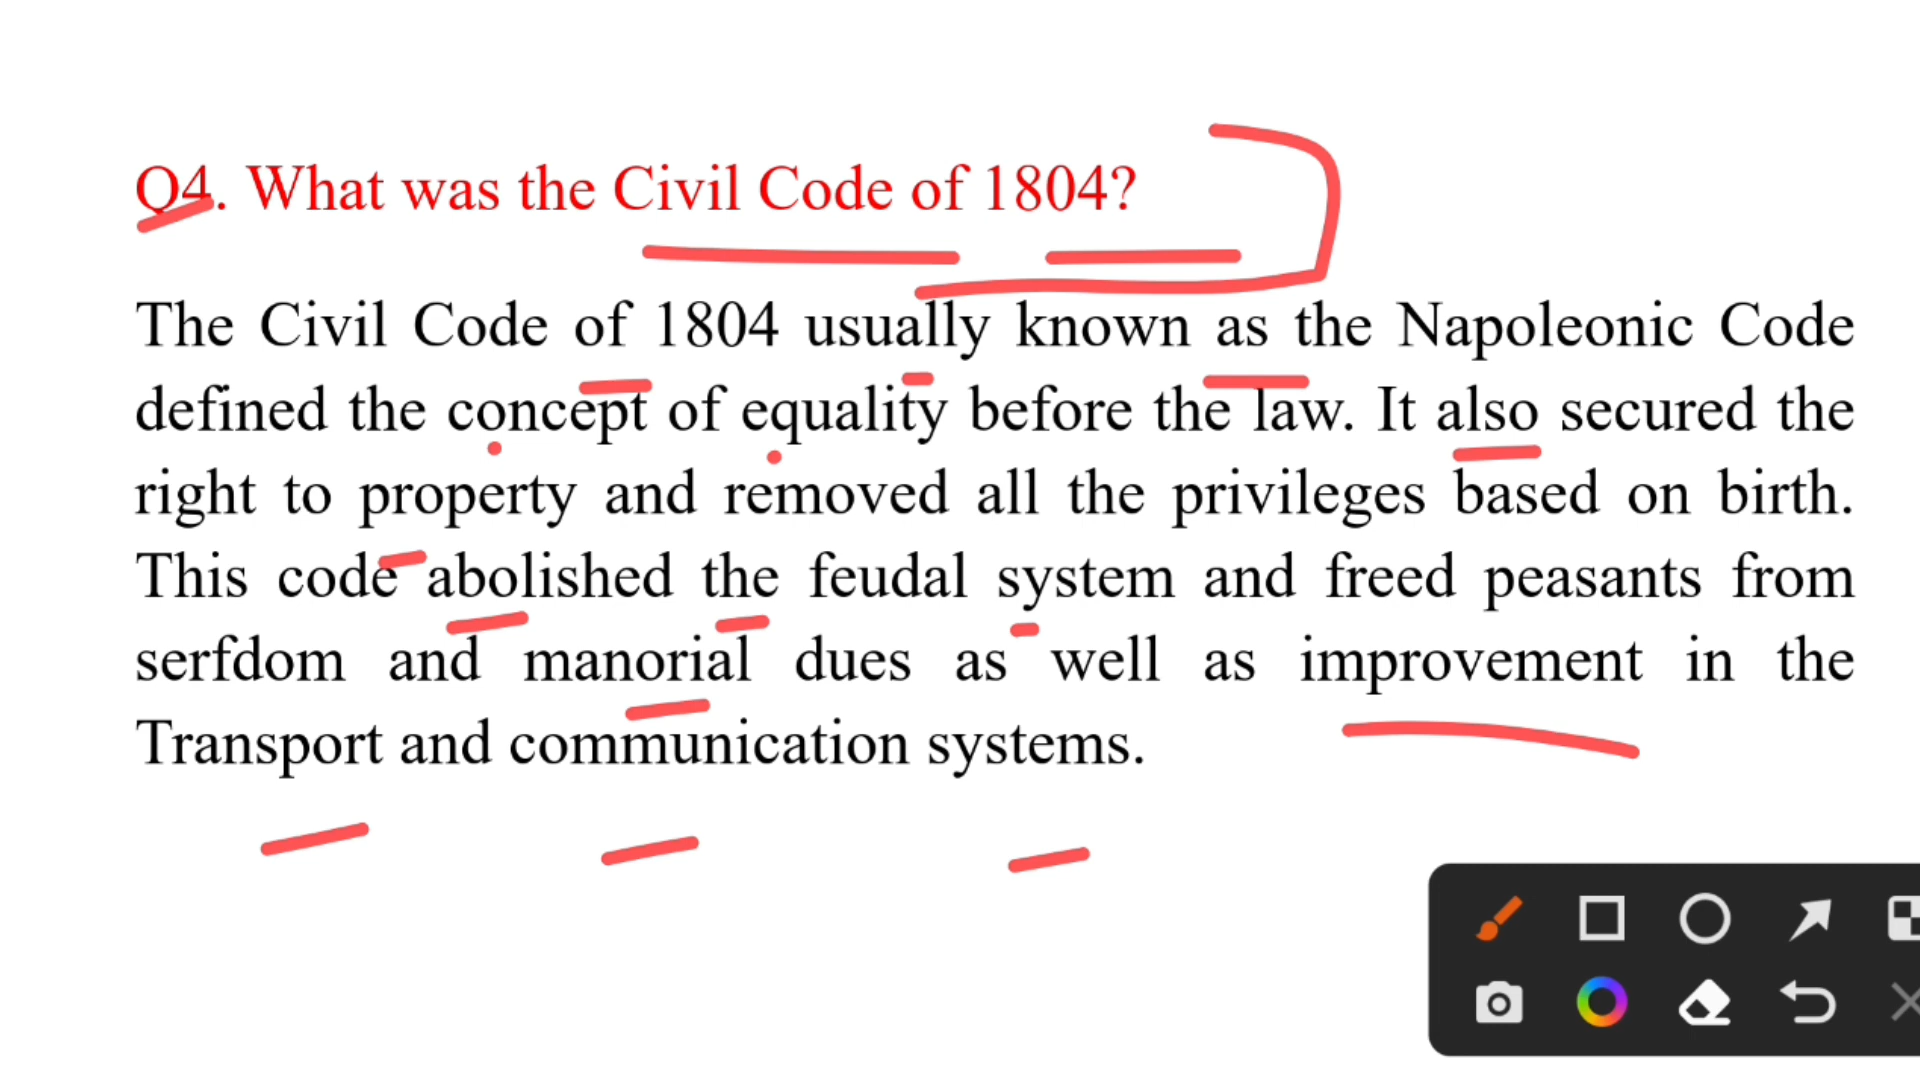 Q4. What was the Civil Code of 1804?
The Civil Code of 1804 usually known as the Napoleonic Code
defined the concept of equality before the law. It also secured the
right to property and removed all the privileges based on birth.
This code abolished the feudal system and freed peasants from
serfdom and manorial dues as well as improvement in the
Transport and communication systems.